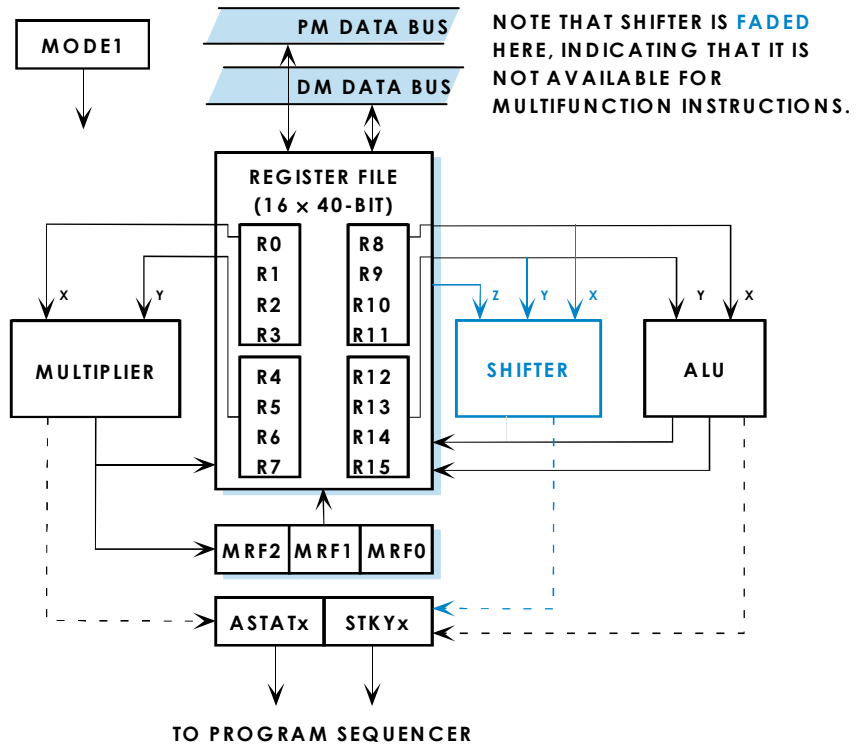 PM DATA BUS
NOTE THAT SHIFTER IS FADED
HERE, INDICATING THAT IT IS
NOT AVAILABLE FOR
MULTIFUNCTION INSTRUCTIONS.
MODE1
DM DATA BUS
REGISTER FILE
(16 × 40-BIT)
R0
R1
R2
R3
R8
R9
R10
R11
R4
R5
R6
R7
R12
R13
R14
R15
X
Y
MULTIPLIER
Z
Y
X
SHIFTER
Y
X
ALU
MRF2
MRF1
MRF0
ASTATx
STKYx
TO PROGRAM SEQUENCER